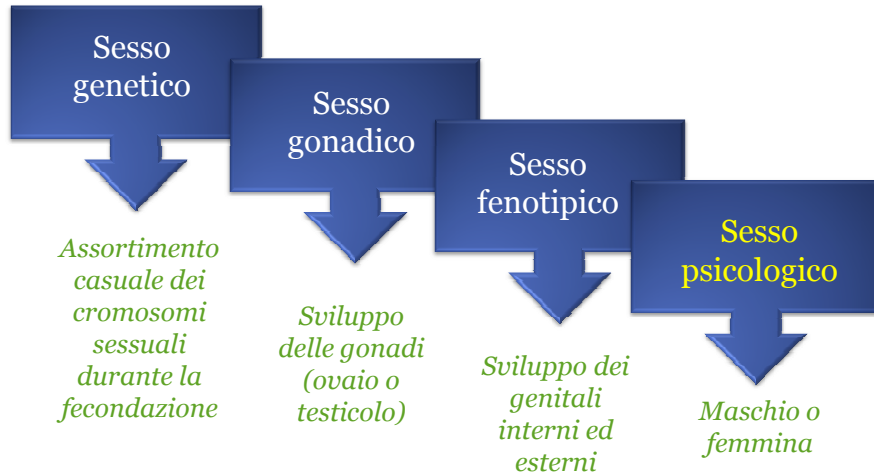 Sesso
genetico
Assortimento
casuale dei
cromosomi
sessuali
durante la
fecondazione
Sesso
gonadico
Sviluppo
delle gonadi
(ovaio o
testicolo)
Sesso
fenotipico
Sviluppo dei
genitali
interni ed
esterni
Sesso
psicologico
Maschio o
femmina